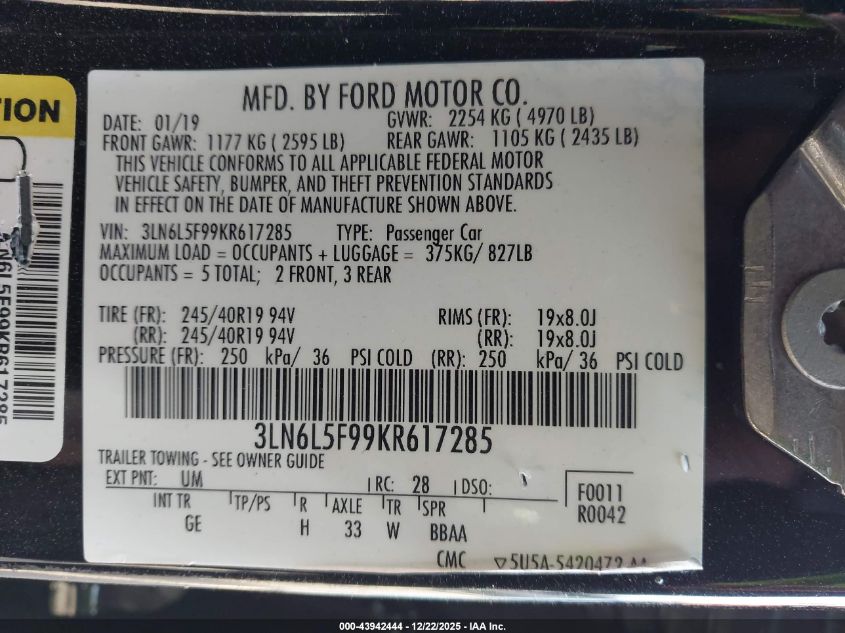 TION
MFD. BY FORD MOTOR CO.
DATE: 01/19 GVWR: 2254 KG ( 4970 LB)
FRONT GAWR: 1177 KG ( 2595 LB) REAR GAWR: 1105 KG ( 2435 LB)
THIS VEHICLE CONFORMS TO ALL APPLICABLE FEDERAL MOTOR
VEHICLE SAFETY, BUMPER, AND THEFT PREVENTION STANDARDS
IN EFFECT ON THE DATE OF MANUFACTURE SHOWN ABOVE.
VIN: 3LN6L5F99KR617285 TYPE: Passenger Car
MAXIMUM LOAD = OCCUPANTS + LUGGAGE = 375KG/ 827LB
OCCUPANTS = 5 TOTAL; 2 FRONT, 3 REAR
TIRE (FR): 245/40R19 94V RIMS (FR): 19x8.0J
(RR): 245/40R19 94V (RR): 19x8.0J
PRESSURE (FR): 250 kPa/ 36 PSI COLD (RR): 250 kPa/ 36 PSI COLD
3LN6L5F99KR617285
TRAILER TOWING - SEE OWNER GUIDE
EXT PNT: UM RC: 28 DSO:
INT TR TP/PS R AXLE TR SPR
GE H 33 W BBAA
F0011
R0042
CMC ▽5U5A-5420472-AA
N6L5F99KR617285
000-43942444 - 12/22/2025 - IAA Inc.